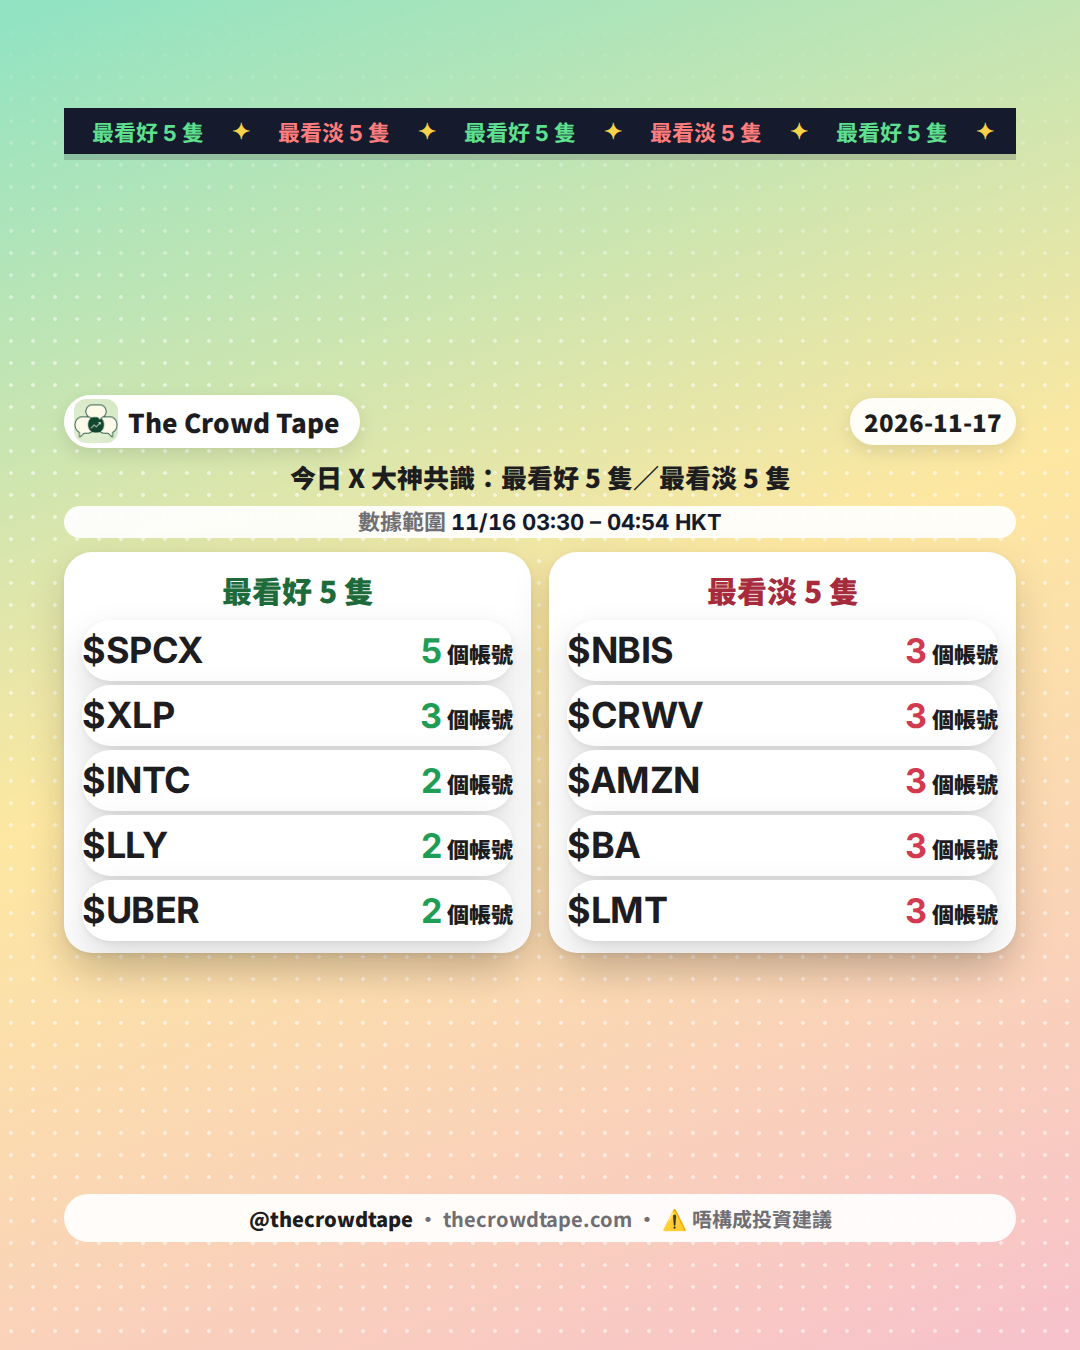 最看好 5 隻 ✦ 最看淡 5 隻 ✦ 最看好 5 隻 ✦ 最看淡 5 隻 ✦ 最看好 5 隻 ✦
The Crowd Tape
2026-11-17
今日 X 大神共識：最看好 5 隻／最看淡 5 隻
數據範圍 11/16 03:30 – 04:54 HKT
最看好 5 隻
$SPCX 5 個帳號
$XLP 3 個帳號
$INTC 2 個帳號
$LLY 2 個帳號
$UBER 2 個帳號
最看淡 5 隻
$NBIS 3 個帳號
$CRWV 3 個帳號
$AMZN 3 個帳號
$BA 3 個帳號
$LMT 3 個帳號
@thecrowdtape • thecrowdtape.com • ⚠️ 唔構成投資建議